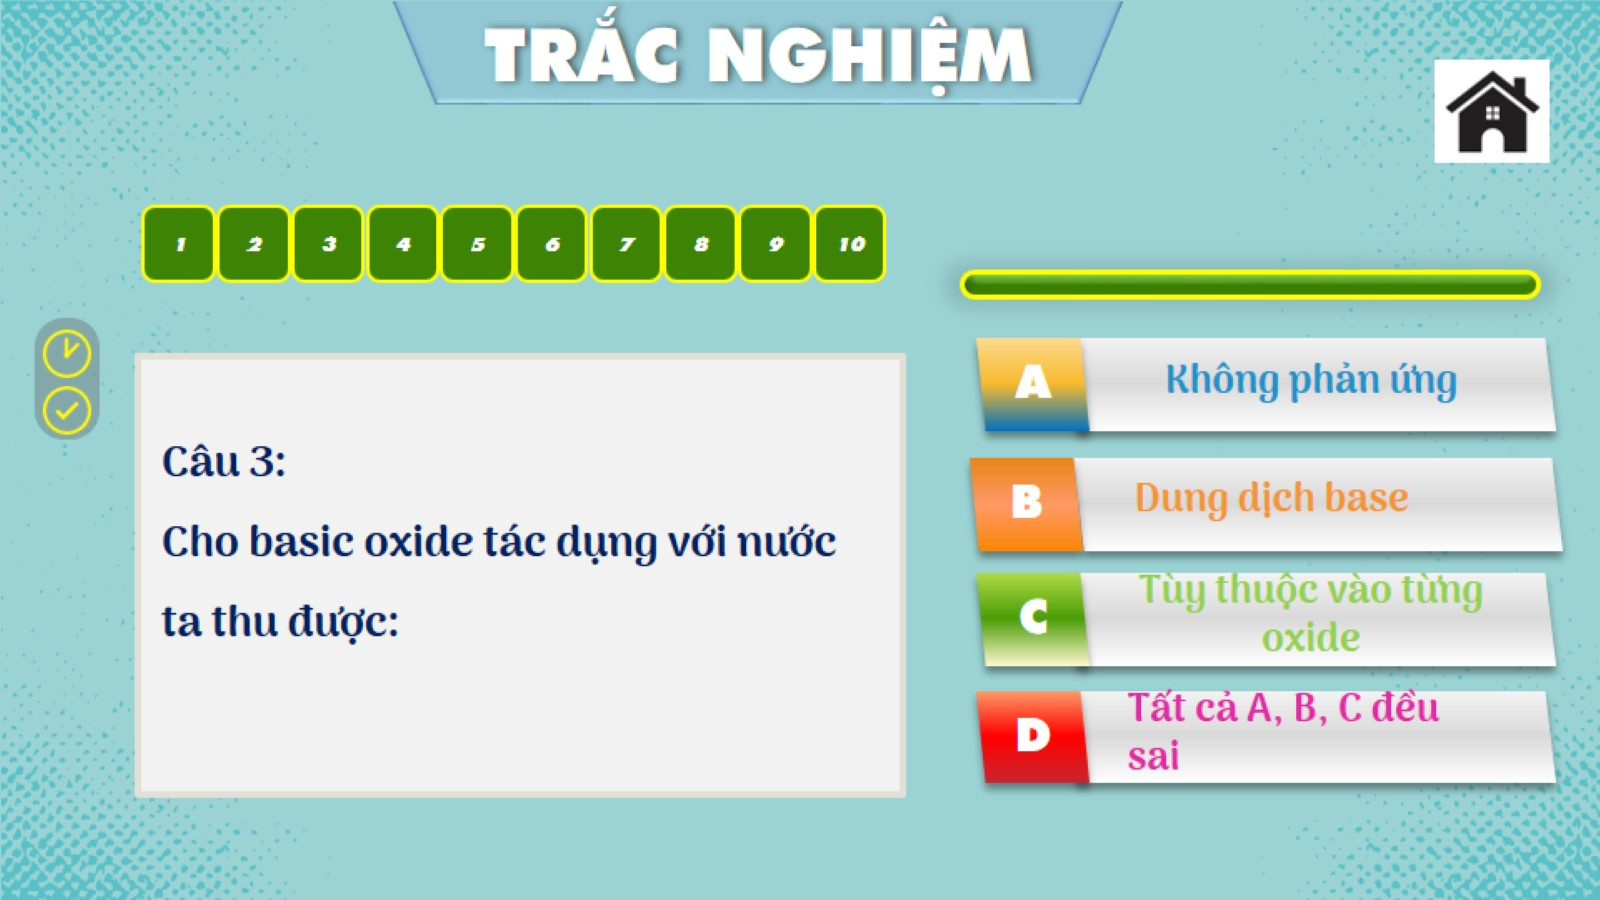 TRẮC NGHIỆM
1 2 3 4 5 6 7 8 9 10
Câu 3:
Cho basic oxide tác dụng với nước
ta thu được:
A Không phản ứng
B Dung dịch base
C Tùy thuộc vào từng
oxide
D Tất cả A, B, C đều
sai